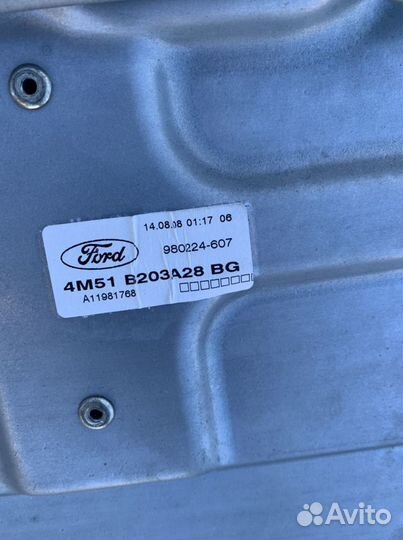 14.08.08 01:17 06
980224-607
Ford
4M51 B203A28 BG
A11981768
□□□□□□□
Avito